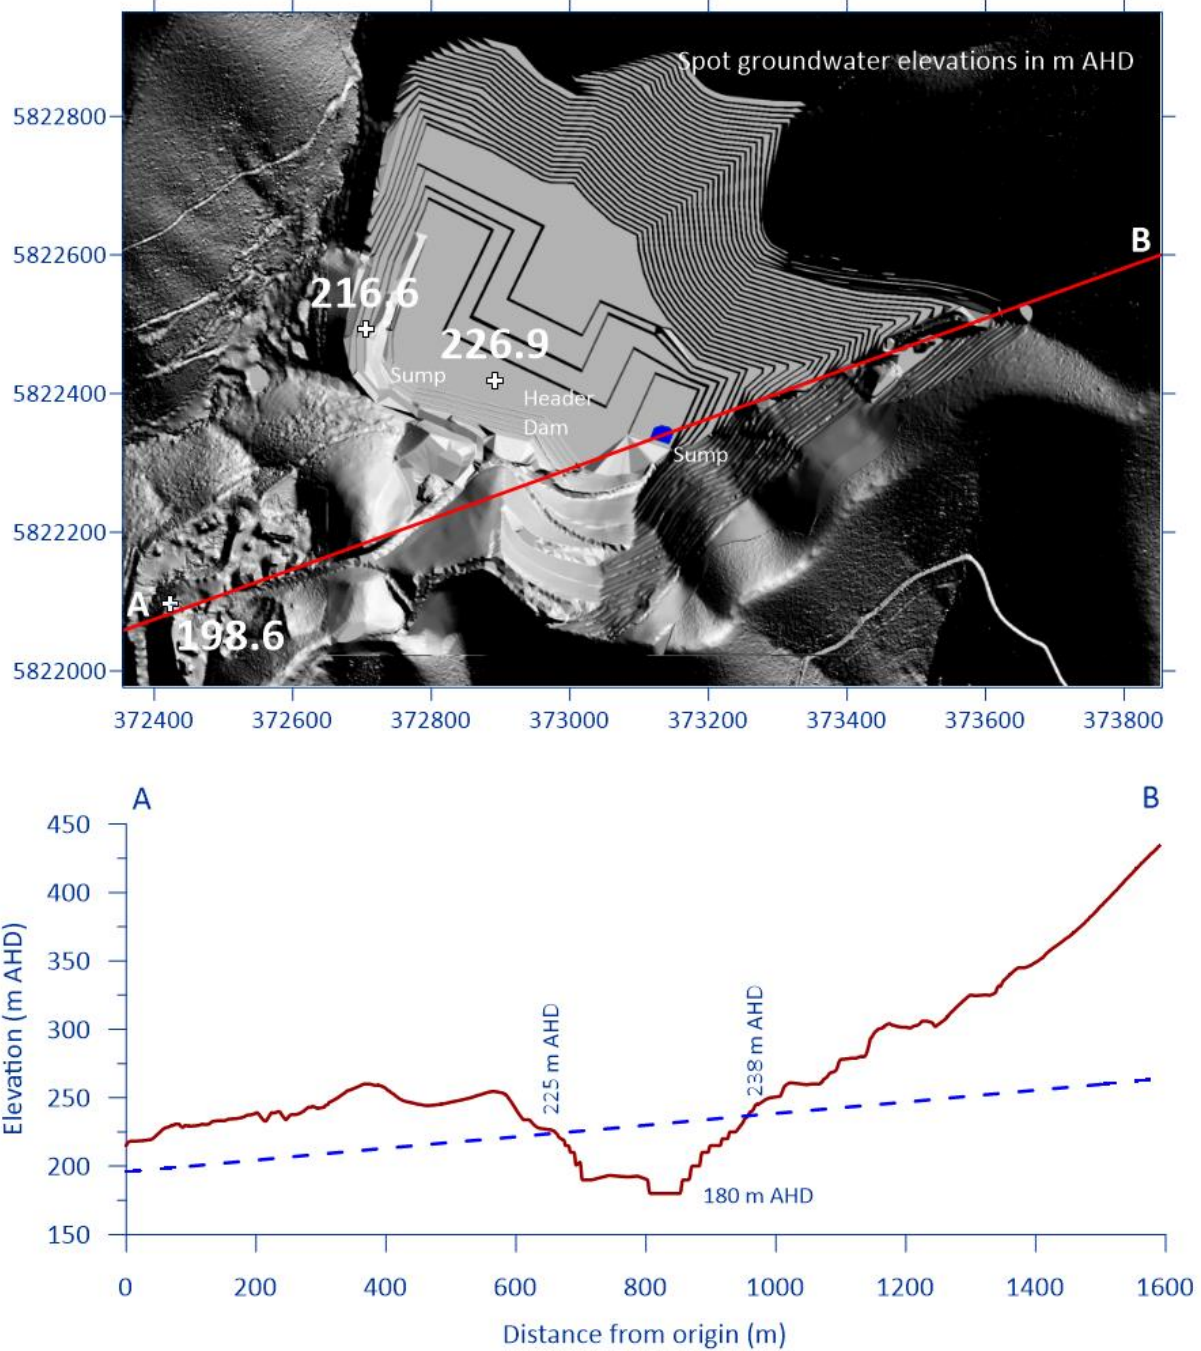 Spot groundwater elevations in m AHD
5822800
5822600
B
216.6
226.9
Sump
5822400
Header
Dam
Sump
5822200
A
198.6
5822000
372400 372600 372800 373000 373200 373400 373600 373800
A B
450
400
350
300
250
200
150
Elevation (m AHD)
225 m AHD
238 m AHD
180 m AHD
0 200 400 600 800 1000 1200 1400 1600
Distance from origin (m)